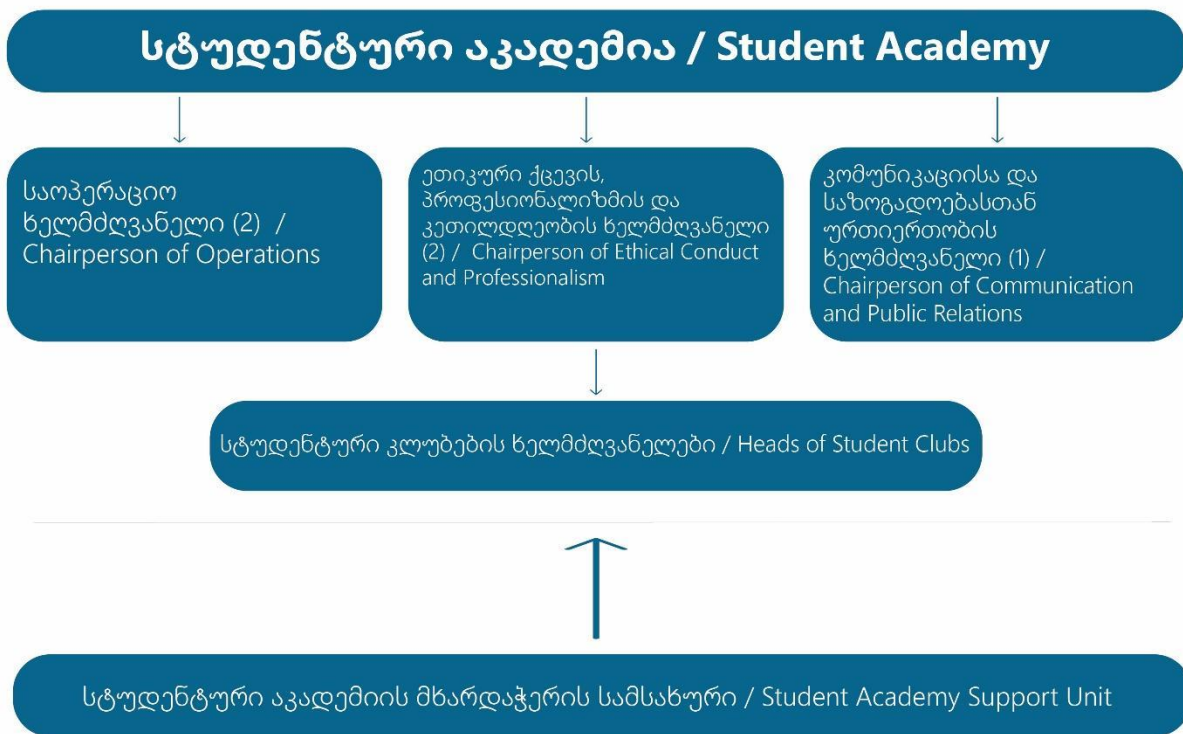 სტუდენტური აკადემია / Student Academy
საოპერაციო
ხელმძღვანელი (2) /
Chairperson of Operations
ეთიკური ქცევის,
პროფესიონალიზმის და
კეთილდღეობის ხელმძღვანელი
(2) / Chairperson of Ethical Conduct
and Professionalism
კომუნიკაციისა და
საზოგადოებასთან
ურთიერთობის
ხელმძღვანელი (1) /
Chairperson of Communication
and Public Relations
სტუდენტური კლუბების ხელმძღვანელები / Heads of Student Clubs
სტუდენტური აკადემიის მხარდაჭერის სამსახური / Student Academy Support Unit